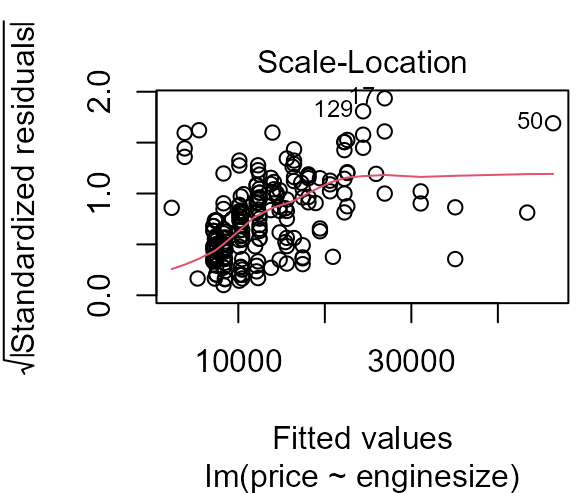 Scale-Location
√|Standardized residuals|
2.0
1.0
0.0
17
129
50
10000
30000
Fitted values
lm(price ~ enginesize)